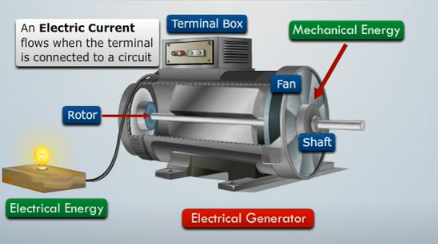 An Electric Current
flows when the terminal
is connected to a circuit
Terminal Box
Mechanical Energy
Fan
Rotor
Shaft
Electrical Energy
Electrical Generator